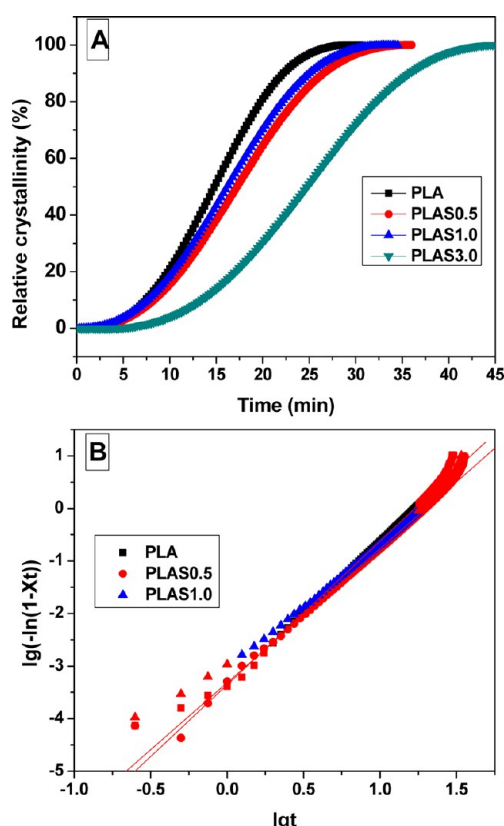 A
Relative crystallinity (%)
100
80
60
40
20
0
PLA
PLAS0.5
PLAS1.0
PLAS3.0
0 5 10 15 20 25 30 35 40 45
Time (min)
B
lg(-ln(1-Xt))
1
0
-1
-2
-3
-4
-5
PLA
PLAS0.5
PLAS1.0
-1.0 -0.5 0.0 0.5 1.0 1.5
lgt